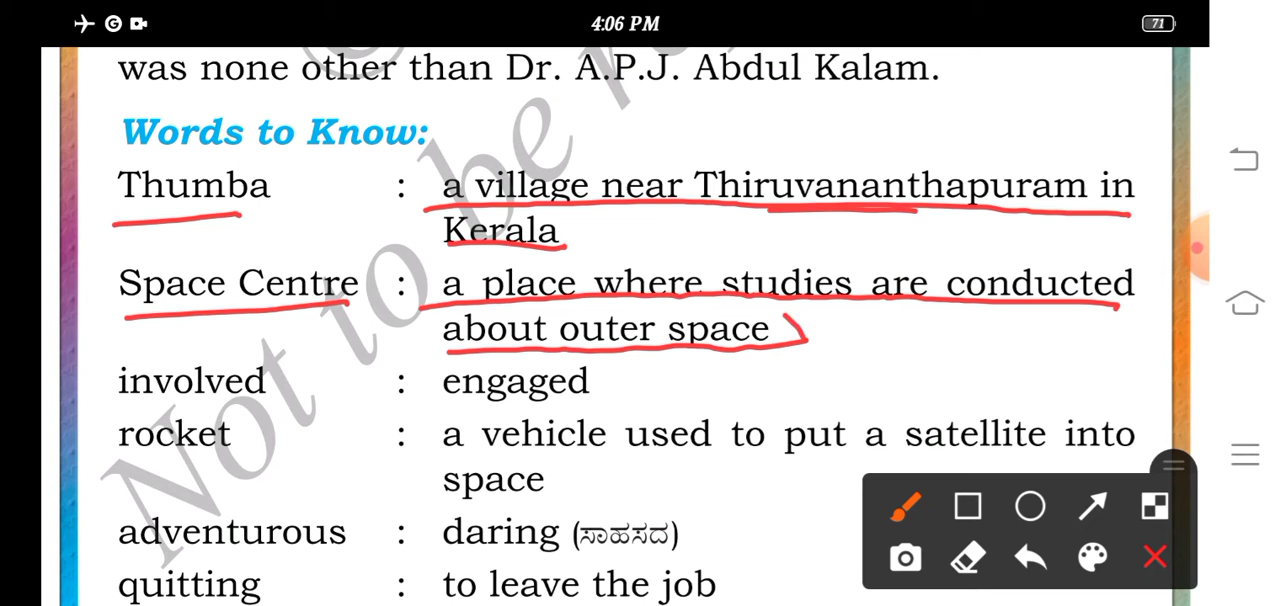 4:06 PM
71
was none other than Dr. A.P.J. Abdul Kalam.
Words to Know:
Thumba : a village near Thiruvananthapuram in
Kerala
Space Centre : a place where studies are conducted
about outer space
involved : engaged
rocket : a vehicle used to put a satellite into
space
adventurous : daring (ಸಾಹಸದ)
quitting : to leave the job
Not to be